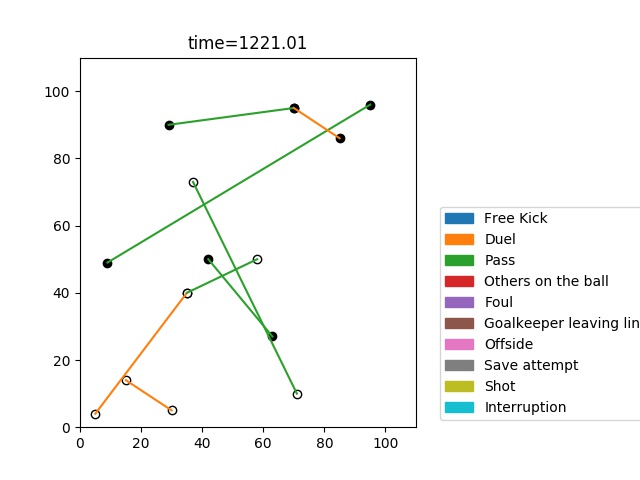 time=1221.01
100
80
60
40
20
0
0 20 40 60 80 100
Free Kick
Duel
Pass
Others on the ball
Foul
Goalkeeper leaving lin
Offside
Save attempt
Shot
Interruption